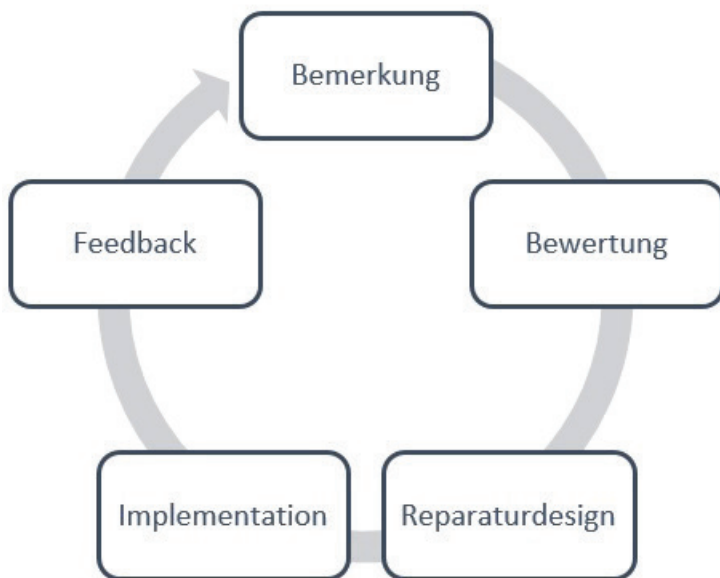 Bemerkung
Bewertung
Reparaturdesign
Implementation
Feedback